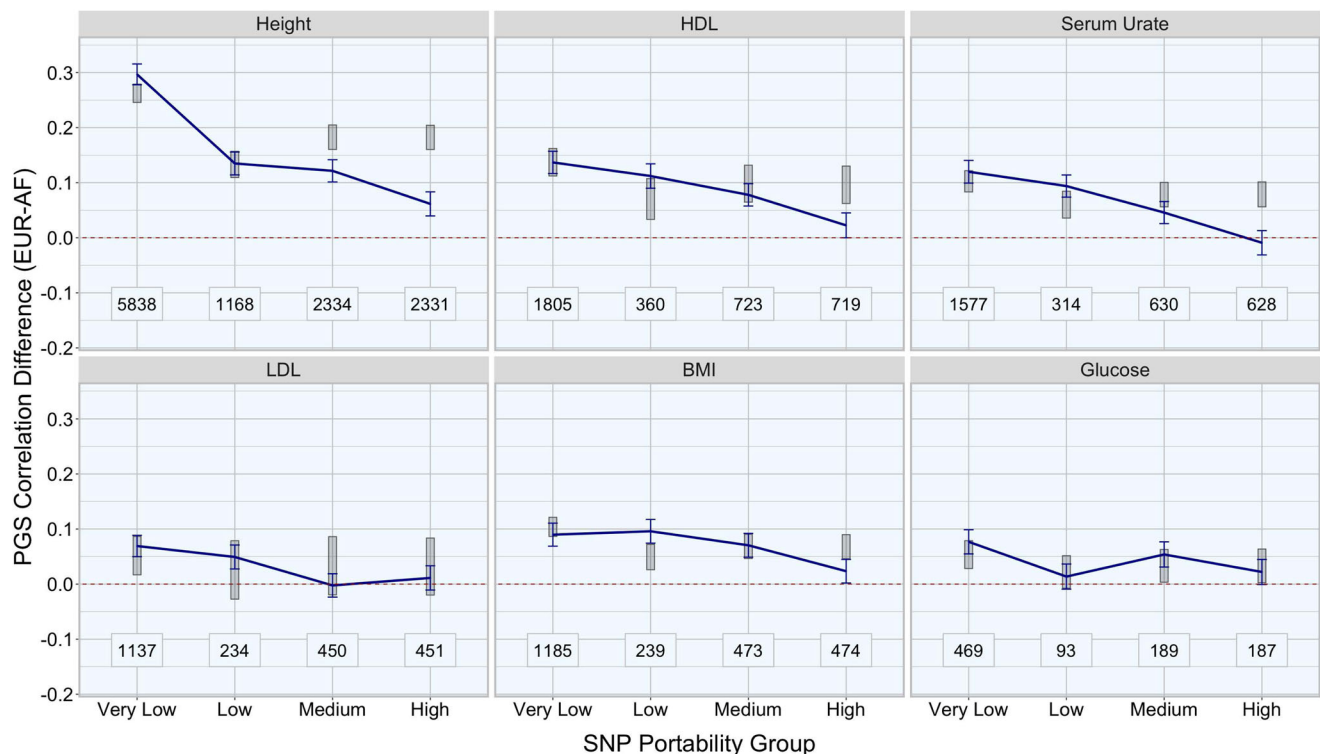 Height HDL Serum Urate
PGS Correlation Difference (EUR-AF)
0.3
0.2
0.1
0.0
-0.1
5838 1168 2334 2331 1805 360 723 719 1577 314 630 628
-0.2
LDL BMI Glucose
0.3
0.2
0.1
0.0
-0.1
1137 234 450 451 1185 239 473 474 469 93 189 187
-0.2
Very Low Low Medium High Very Low Low Medium High Very Low Low Medium High
SNP Portability Group